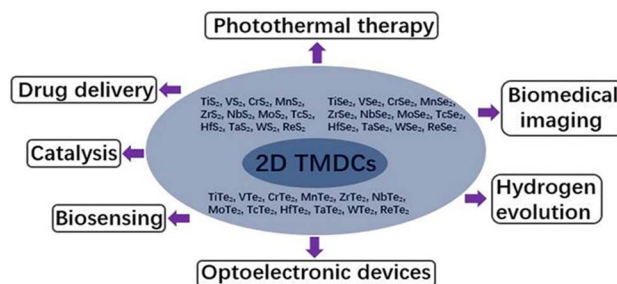 Photothermal therapy
Drug delivery
Biomedical
imaging
TiS₂, VS₂, CrS₂, MnS₂,
ZrS₂, NbS₂, MoS₂, TcS₂,
HfS₂, TaS₂, WS₂, ReS₂
TiSe₂, VSe₂, CrSe₂, MnSe₂,
ZrSe₂, NbSe₂, MoSe₂, TcSe₂,
HfSe₂, TaSe₂, WSe₂, ReSe₂
Catalysis
2D TMDCs
Hydrogen
evolution
Biosensing
TiTe₂, VTe₂, CrTe₂, MnTe₂, ZrTe₂, NbTe₂,
MoTe₂, TcTe₂, HfTe₂, TaTe₂, WTe₂, ReTe₂
Optoelectronic devices